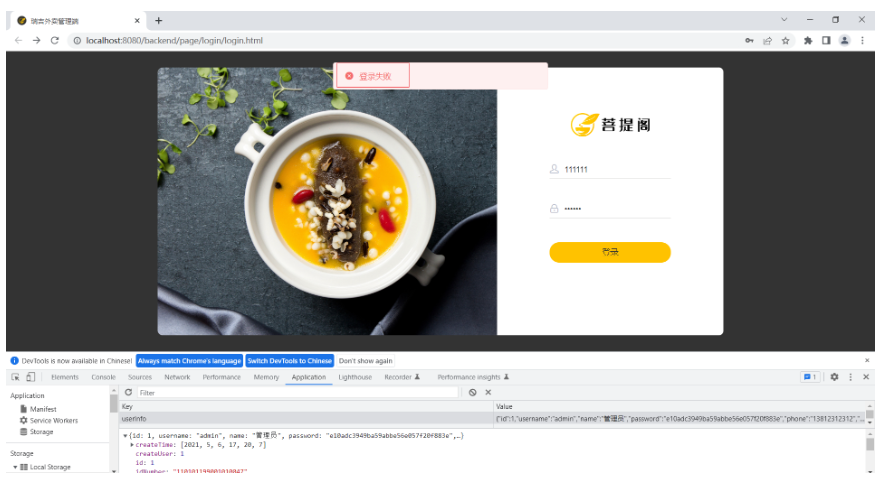 瑞吉外卖管理端
localhost:8080/backend/page/login/login.html
登录失败
菩提阁
111111
••••••
登录
DevTools is now available in Chinese! Always match Chrome's language Switch DevTools to Chinese Don't show again
Elements Console Sources Network Performance Memory Application Lighthouse Recorder Performance insights 1
Application
Manifest
Service Workers
Storage
Storage
Local Storage
Filter
Key Value
userInfo {"id":1,"username":"admin","name":"管理员","password":"e10adc3949ba59abbe56e057f20f883e","phone":"13812312312","...
▼{id: 1, username: "admin", name: "管理员", password: "e10adc3949ba59abbe56e057f20f883e",…}
▶createTime: [2021, 5, 6, 17, 20, 7]
createUser: 1
id: 1
idNumber: "110101199001010047"